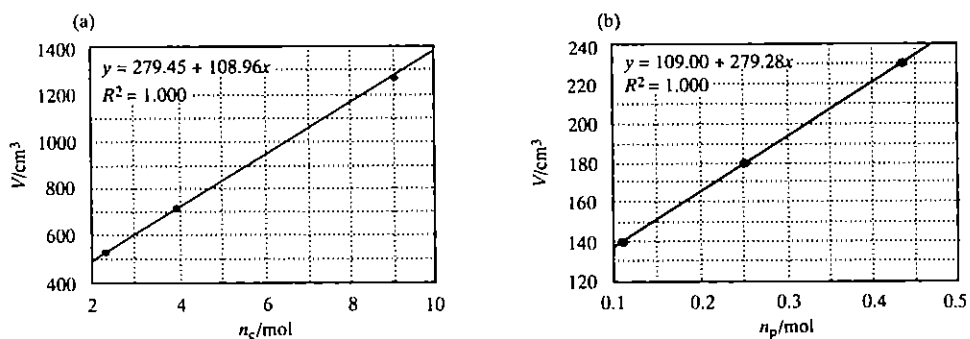 (a)
1400
1200
1000
800
600
400
V/cm³
y = 279.45 + 108.96x
R² = 1.000
2 4 6 8 10
n_c/mol
(b)
240
220
200
180
160
140
120
V/cm³
y = 109.00 + 279.28x
R² = 1.000
0.1 0.2 0.3 0.4 0.5
n_p/mol